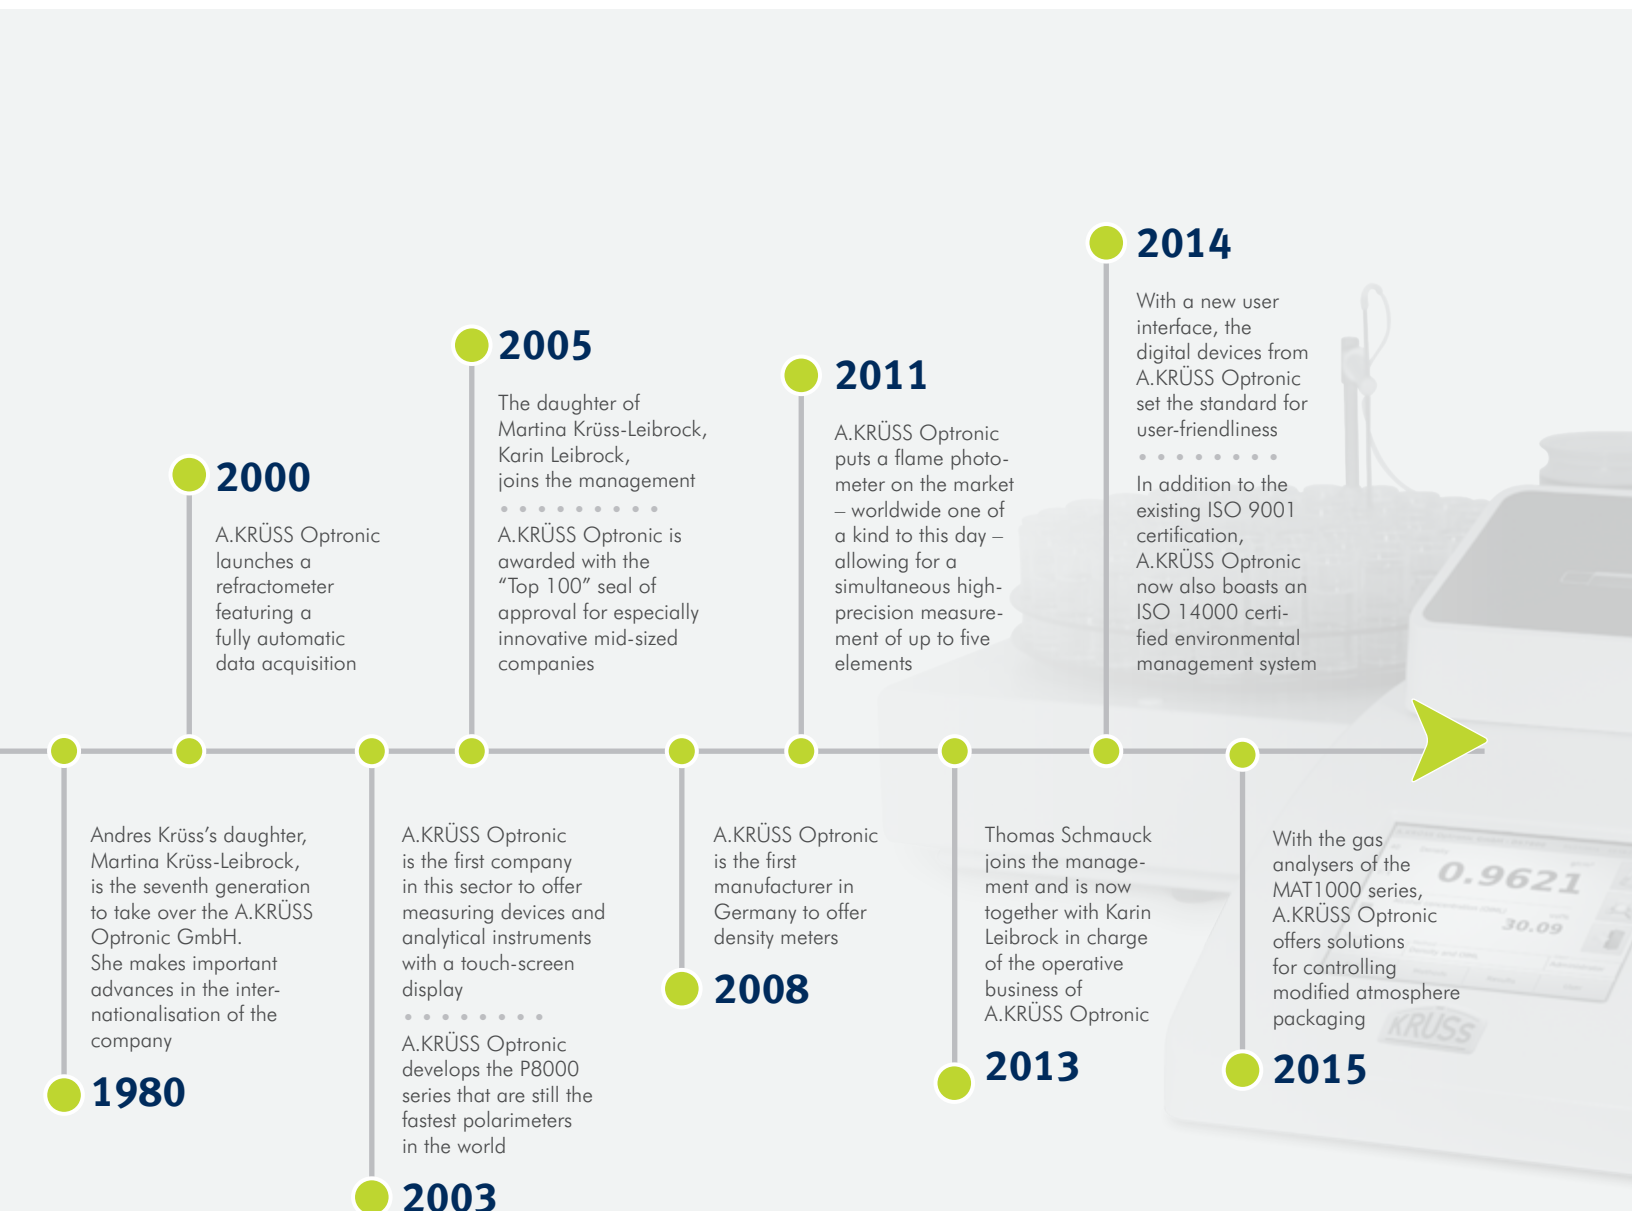 2014
With a new user
interface, the
digital devices from
A.KRÜSS Optronic
set the standard for
user-friendliness
In addition to the
existing ISO 9001
certification,
A.KRÜSS Optronic
now also boasts an
ISO 14000 certi-
fied environmental
management system
2005
The daughter of
Martina Krüss-Leibrock,
Karin Leibrock,
joins the management
A.KRÜSS Optronic is
awarded with the
“Top 100” seal of
approval for especially
innovative mid-sized
companies
2011
A.KRÜSS Optronic
puts a flame photo-
meter on the market
– worldwide one of
a kind to this day –
allowing for a
simultaneous high-
precision measure-
ment of up to five
elements
2000
A.KRÜSS Optronic
launches a
refractometer
featuring a
fully automatic
data acquisition
Andres Krüss’s daughter,
Martina Krüss-Leibrock,
is the seventh generation
to take over the A.KRÜSS
Optronic GmbH.
She makes important
advances in the inter-
nationalisation of the
company
1980
A.KRÜSS Optronic
is the first company
in this sector to offer
measuring devices and
analytical instruments
with a touch-screen
display
A.KRÜSS Optronic
develops the P8000
series that are still the
fastest polarimeters
in the world
2003
A.KRÜSS Optronic
is the first
manufacturer in
Germany to offer
density meters
2008
Thomas Schmauck
joins the manage-
ment and is now
together with Karin
Leibrock in charge
of the operative
business of
A.KRÜSS Optronic
2013
With the gas
analysers of the
MAT1000 series,
A.KRÜSS Optronic
offers solutions
for controlling
modified atmosphere
packaging
2015
0.9621
30.09
KRÜSS